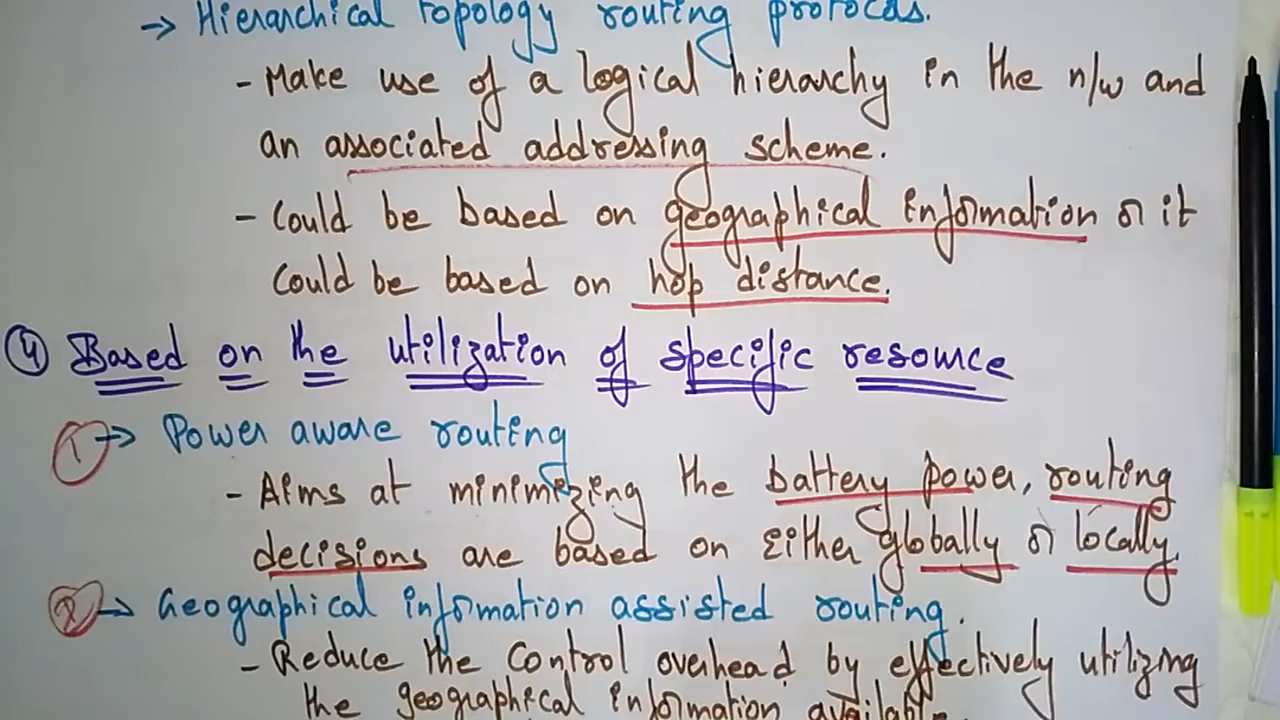 → Hierarchical topology routing protocols.
- Make use of a logical hierarchy in the n/w and
an associated addressing scheme.
- Could be based on geographical information or it
Could be based on hop distance.
④ Based on the utilization of specific resource
① → Power aware routing
- Aims at minimizing the battery power, routing
decisions are based on Either globally or locally.
② → Geographical information assisted routing.
- Reduce the Control overhead by effectively utilizing
the geographical information available.